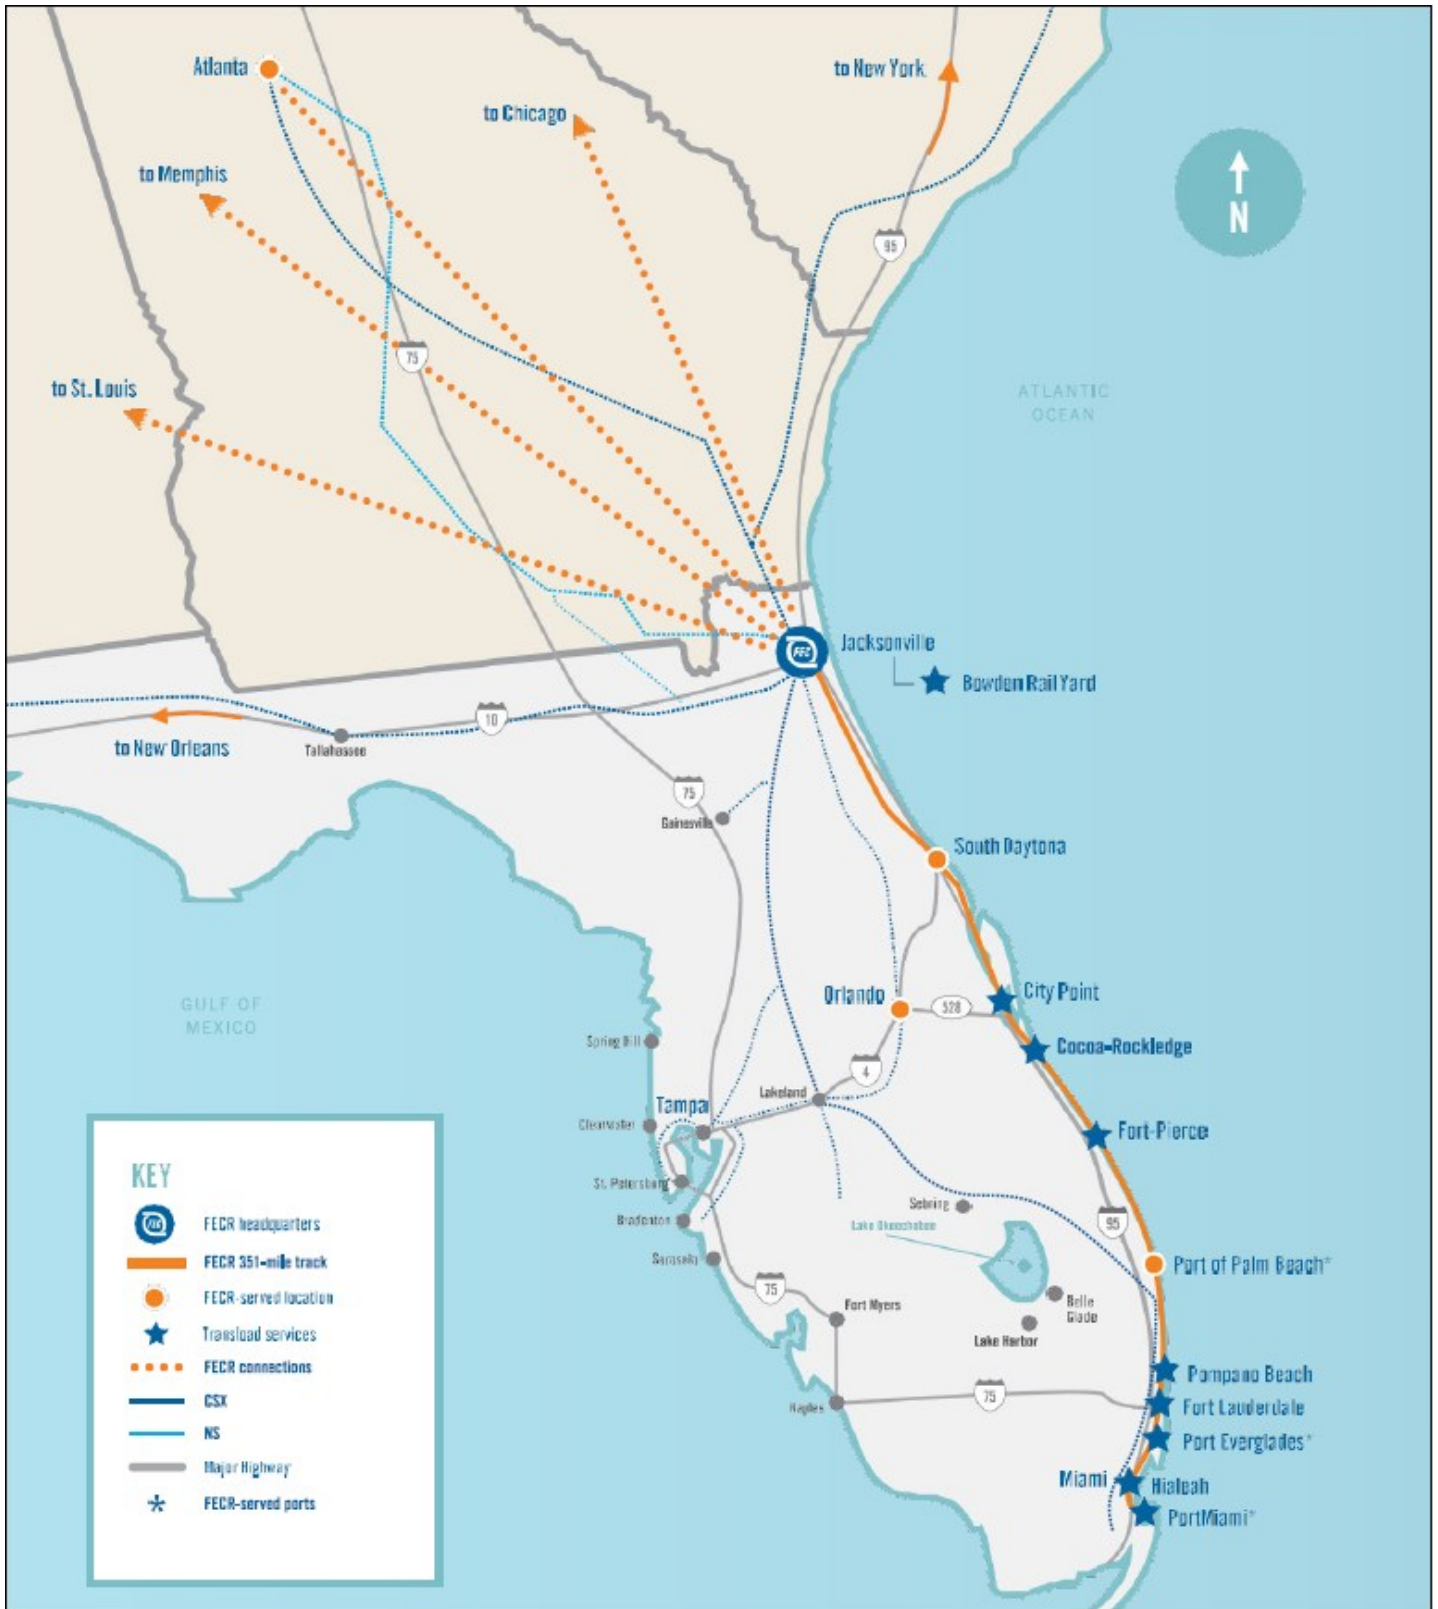 Atlanta
to New York
to Chicago
to Memphis
95
N
75
to St. Louis
ATLANTIC
OCEAN
FEC
Jacksonville
Bowden Rail Yard
10
to New Orleans
Tallahassee
75
Gainesville
South Daytona
GULF OF
MEXICO
Orlando
528
City Point
Spring Hill
Cocoa-Rockledge
4
Lakeland
Tampa
Clearwater
Fort-Pierce
St. Petersburg
Sebring
Bradenton
Lake Okeechobee
95
Sarasota
Port of Palm Beach*
75
Fort Myers
Belle
Glade
Lake Harbor
Pompano Beach
75
Naples
Fort Lauderdale
Port Everglades*
Miami
Hialeah
PortMiami*
KEY
FEC
FECR headquarters
FECR 351-mile track
FECR-served location
Transload services
FECR connections
CSX
NS
Major Highway
* FECR-served ports